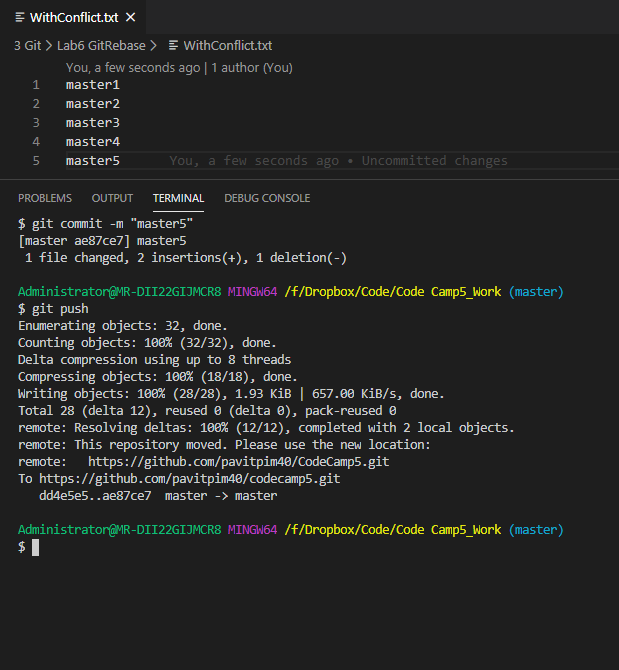 WithConflict.txt
3 Git > Lab6 GitRebase > WithConflict.txt
You, a few seconds ago | 1 author (You)
1 master1
2 master2
3 master3
4 master4
5 master5 You, a few seconds ago • Uncommitted changes
PROBLEMS OUTPUT TERMINAL DEBUG CONSOLE
$ git commit -m "master5"
[master ae87ce7] master5
1 file changed, 2 insertions(+), 1 deletion(-)
Administrator@MR-DII22GIJMCR8 MINGW64 /f/Dropbox/Code/Code Camp5_Work (master)
$ git push
Enumerating objects: 32, done.
Counting objects: 100% (32/32), done.
Delta compression using up to 8 threads
Compressing objects: 100% (18/18), done.
Writing objects: 100% (28/28), 1.93 KiB | 657.00 KiB/s, done.
Total 28 (delta 12), reused 0 (delta 0), pack-reused 0
remote: Resolving deltas: 100% (12/12), completed with 2 local objects.
remote: This repository moved. Please use the new location:
remote:   https://github.com/pavitpim40/CodeCamp5.git
To https://github.com/pavitpim40/codecamp5.git
dd4e5e5..ae87ce7  master -> master
Administrator@MR-DII22GIJMCR8 MINGW64 /f/Dropbox/Code/Code Camp5_Work (master)
$